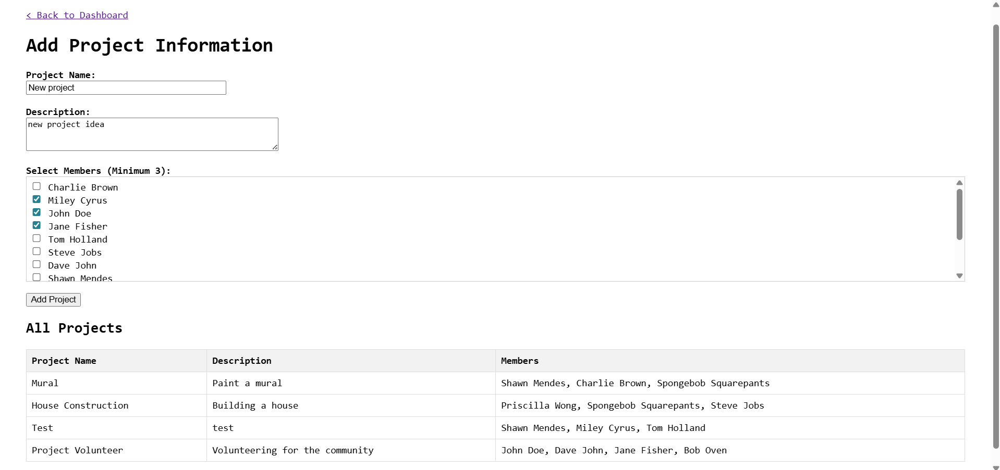 < Back to Dashboard
Add Project Information
Project Name:
New project
Description:
new project idea
Select Members (Minimum 3):
Charlie Brown
Miley Cyrus
John Doe
Jane Fisher
Tom Holland
Steve Jobs
Dave John
Shawn Mendes
Add Project
All Projects
Project Name Description Members
Mural Paint a mural Shawn Mendes, Charlie Brown, Spongebob Squarepants
House Construction Building a house Priscilla Wong, Spongebob Squarepants, Steve Jobs
Test test Shawn Mendes, Miley Cyrus, Tom Holland
Project Volunteer Volunteering for the community John Doe, Dave John, Jane Fisher, Bob Oven